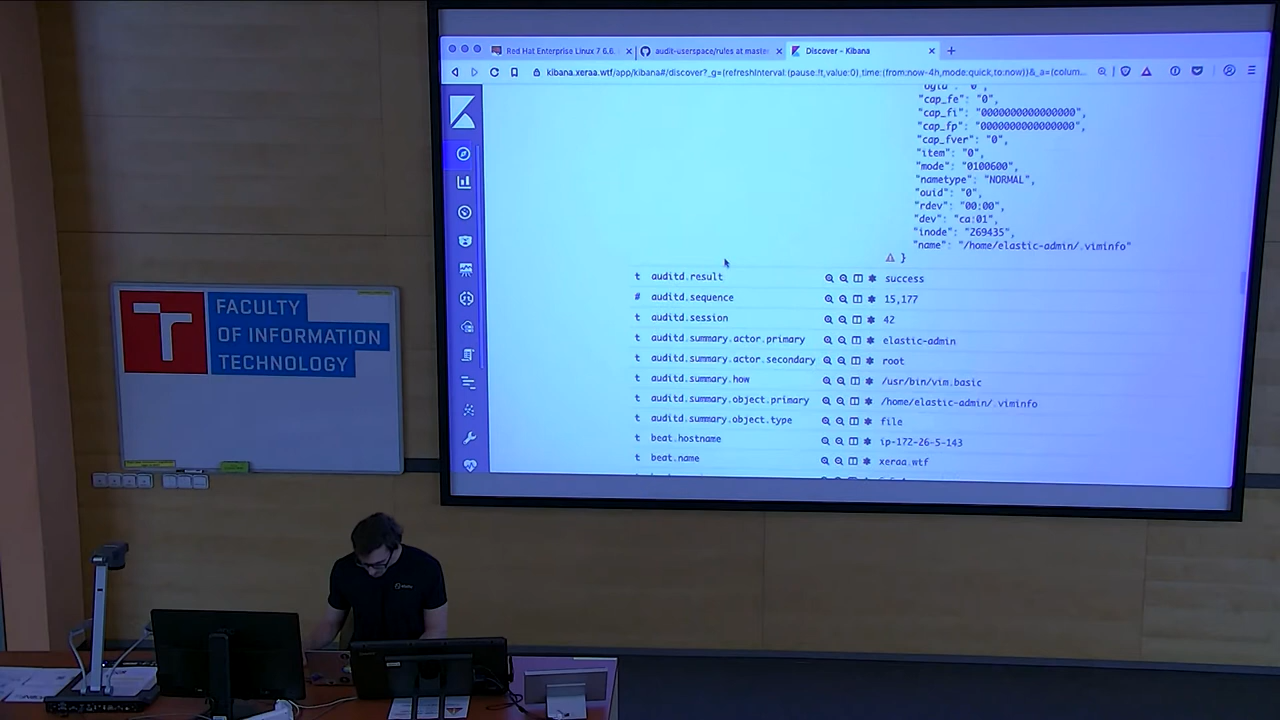 Red Hat Enterprise Linux 7 6.6.
audit-userspace/rules at master
Discover - Kibana
kibana.xeraa.wtf/app/kibana#/discover?_g=(refreshInterval:(pause:!t,value:0),time:(from:now-4h,mode:quick,to:now))&_a=(colum...
"ogid": "0",
"cap_fe": "0",
"cap_fi": "0000000000000000",
"cap_fp": "0000000000000000",
"cap_fver": "0",
"item": "0",
"mode": "0100600",
"nametype": "NORMAL",
"ouid": "0",
"rdev": "00:00",
"dev": "ca:01",
"inode": "269435",
"name": "/home/elastic-admin/.viminfo"
}
t auditd.result success
# auditd.sequence 15,177
t auditd.session 42
t auditd.summary.actor.primary elastic-admin
t auditd.summary.actor.secondary root
t auditd.summary.how /usr/bin/vim.basic
t auditd.summary.object.primary /home/elastic-admin/.viminfo
t auditd.summary.object.type file
t beat.hostname ip-172-26-5-143
t beat.name xeraa.wtf
FACULTY
OF INFORMATION
TECHNOLOGY